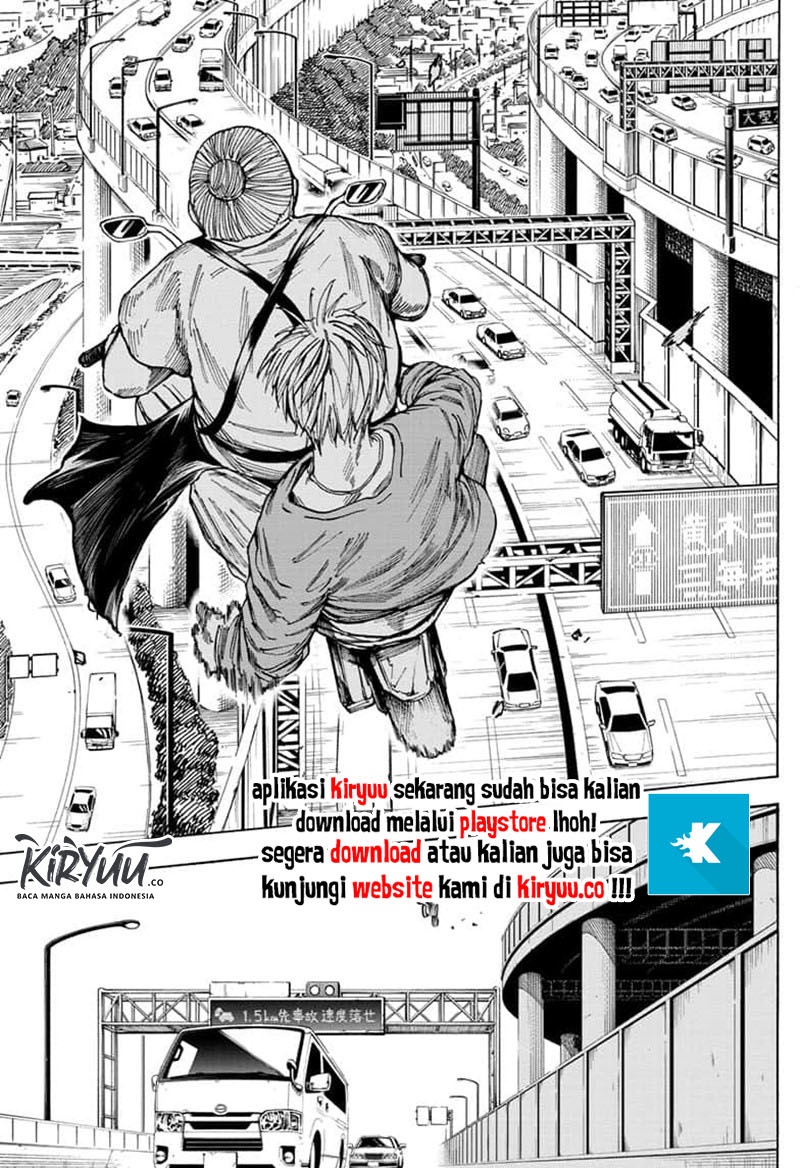 大型
aplikasi kiryuu sekarang sudah bisa kalian
download melalui playstore lhoh!
segera download atau kalian juga bisa
kunjungi website kami di kiryuu.co !!!
K
KiRYUU.CO
BACA MANGA BAHASA INDONESIA
1.5km先事故 速度落せ